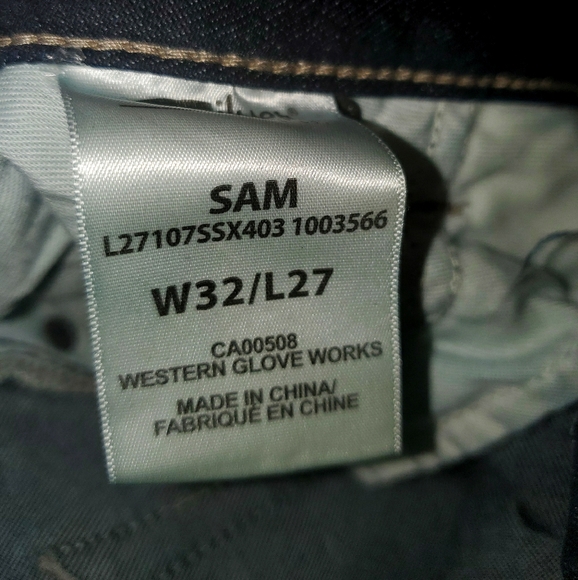 SAM
L27107SSX403 1003566
W32/L27
CA00508
WESTERN GLOVE WORKS
MADE IN CHINA/
FABRIQUÉ EN CHINE